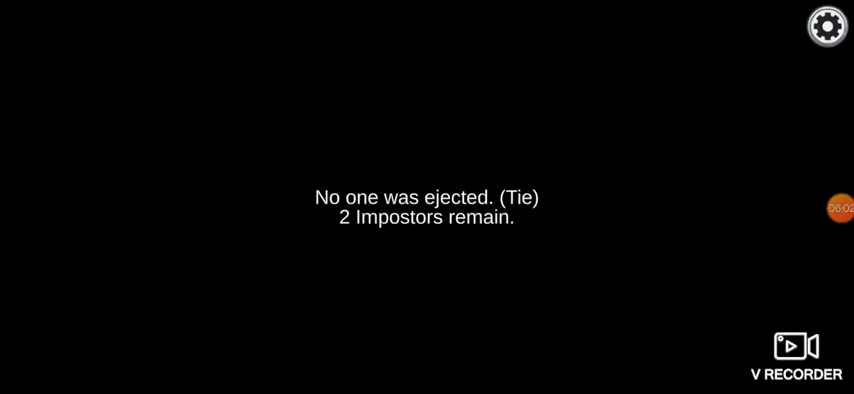 No one was ejected. (Tie)
2 Impostors remain.
06:02
V RECORDER